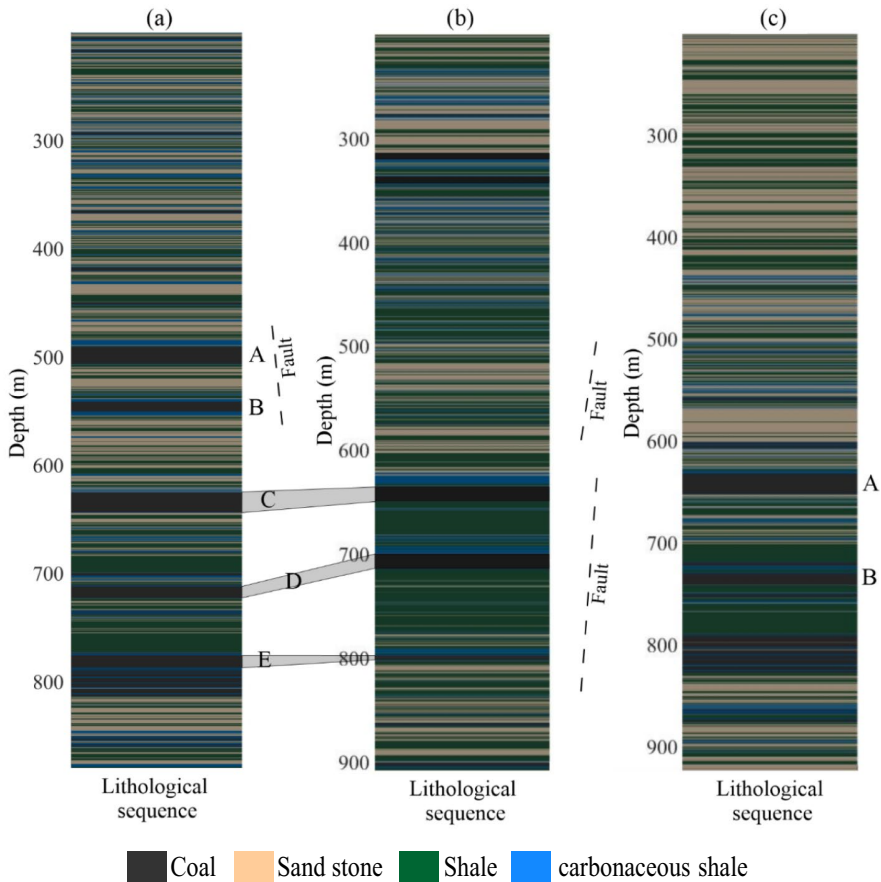 (a)
(b)
(c)
Depth (m)
300
400
500
600
700
800
A
B
Fault
C
D
E
Depth (m)
300
400
500
600
700
800
900
Fault
Fault
Depth (m)
300
400
500
600
700
800
900
A
B
Lithological
sequence
Lithological
sequence
Lithological
sequence
Coal
Sand stone
Shale
carbonaceous shale